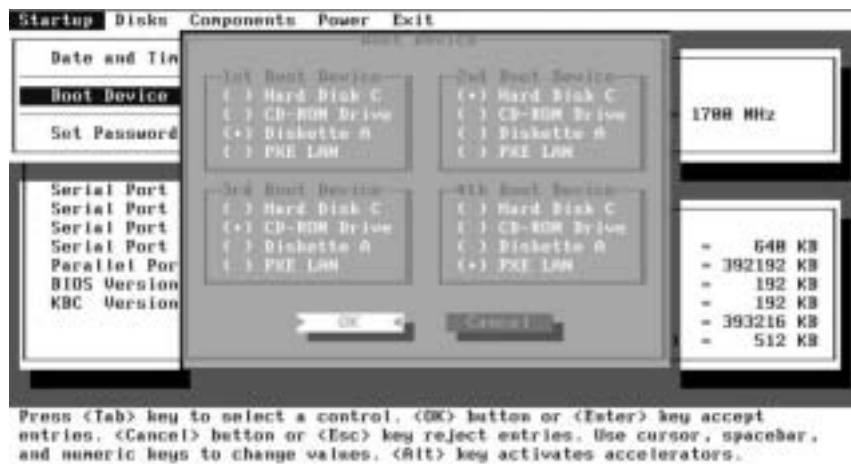 Startup Disks Components Power Exit
Boot Device
Date and Tim
Boot Device
Set Password
1st Boot Device
( ) Hard Disk C
( ) CD-ROM Drive
(•) Diskette A
( ) PXE LAN
2nd Boot Device
(•) Hard Disk C
( ) CD-ROM Drive
( ) Diskette A
( ) PXE LAN
1700 MHz
Serial Port
Serial Port
Serial Port
Serial Port
Parallel Por
BIOS Version
KBC Version
3rd Boot Device
( ) Hard Disk C
(•) CD-ROM Drive
( ) Diskette A
( ) PXE LAN
4th Boot Device
( ) Hard Disk C
( ) CD-ROM Drive
( ) Diskette A
(•) PXE LAN
= 640 KB
= 392192 KB
= 192 KB
= 192 KB
= 393216 KB
= 512 KB
OK
Cancel
Press <Tab> key to select a control. <OK> button or <Enter> key accept
entries. <Cancel> button or <Esc> key reject entries. Use cursor, spacebar,
and numeric keys to change values. <Alt> key activates accelerators.